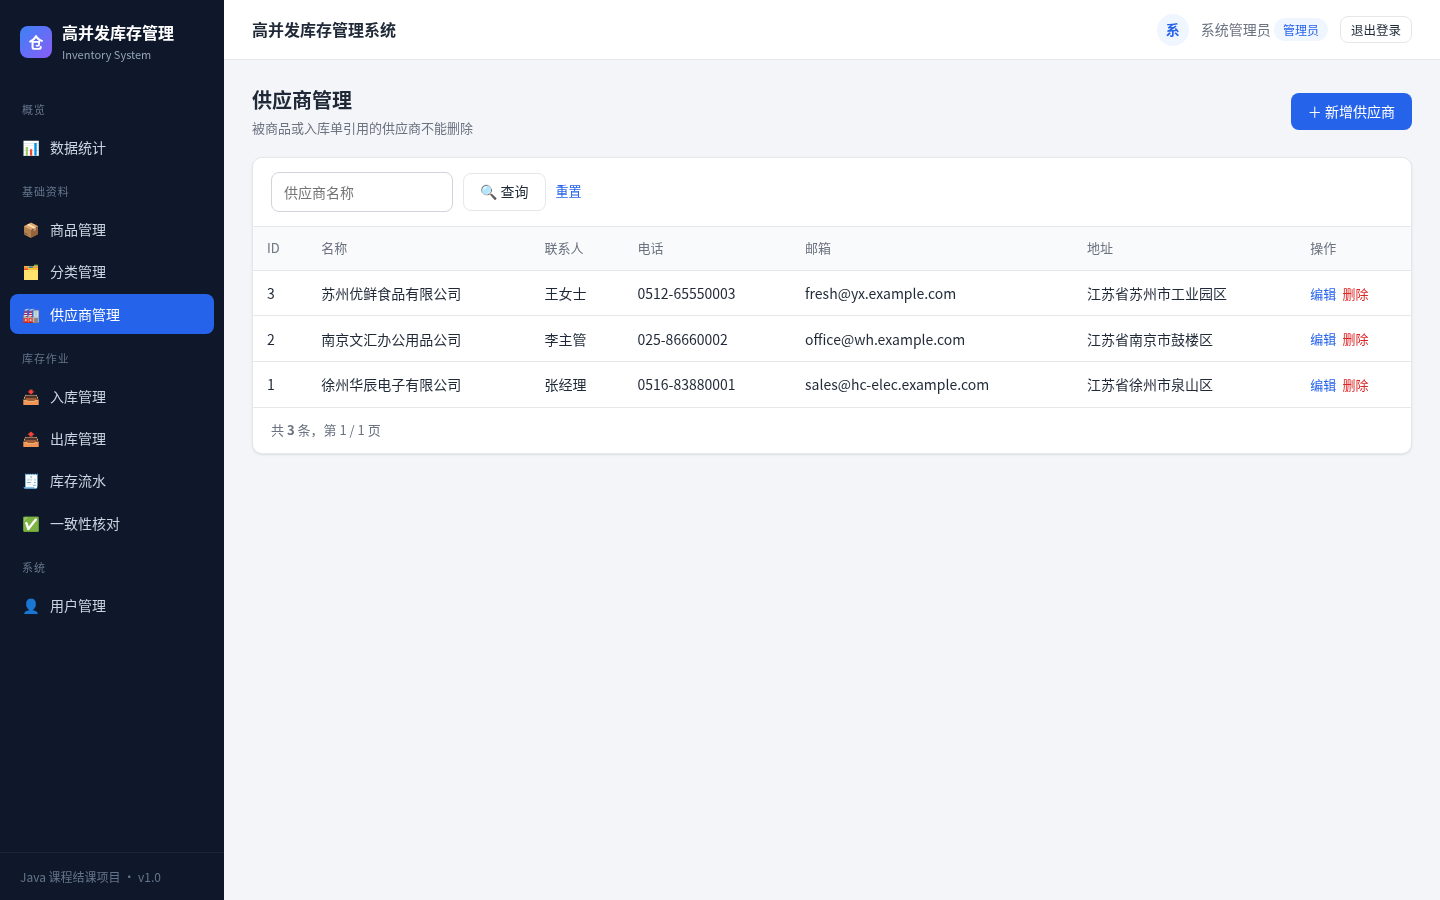 仓
高并发库存管理
Inventory System
概览
数据统计
基础资料
商品管理
分类管理
供应商管理
库存作业
入库管理
出库管理
库存流水
一致性核对
系统
用户管理
Java 课程结课项目 · v1.0
高并发库存管理系统
系 系统管理员 管理员 退出登录
供应商管理
被商品或入库单引用的供应商不能删除
＋ 新增供应商
供应商名称 查询 重置
ID 名称 联系人 电话 邮箱 地址 操作
3 苏州优鲜食品有限公司 王女士 0512-65550003 fresh@yx.example.com 江苏省苏州市工业园区 编辑 删除
2 南京文汇办公用品公司 李主管 025-86660002 office@wh.example.com 江苏省南京市鼓楼区 编辑 删除
1 徐州华辰电子有限公司 张经理 0516-83880001 sales@hc-elec.example.com 江苏省徐州市泉山区 编辑 删除
共 3 条，第 1 / 1 页